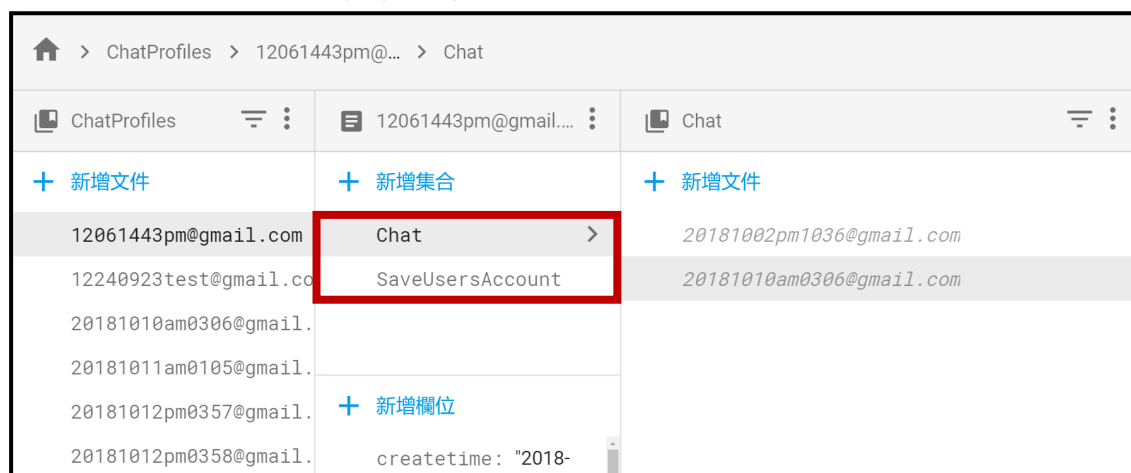 ChatProfiles > 12061443pm@... > Chat
ChatProfiles
12061443pm@gmail....
Chat
+ 新增文件
+ 新增集合
+ 新增文件
12061443pm@gmail.com
Chat >
20181002pm1036@gmail.com
12240923test@gmail.co
SaveUsersAccount
20181010am0306@gmail.com
20181010am0306@gmail.
20181011am0105@gmail.
20181012pm0357@gmail.
+ 新增欄位
20181012pm0358@gmail.
createtime: "2018-